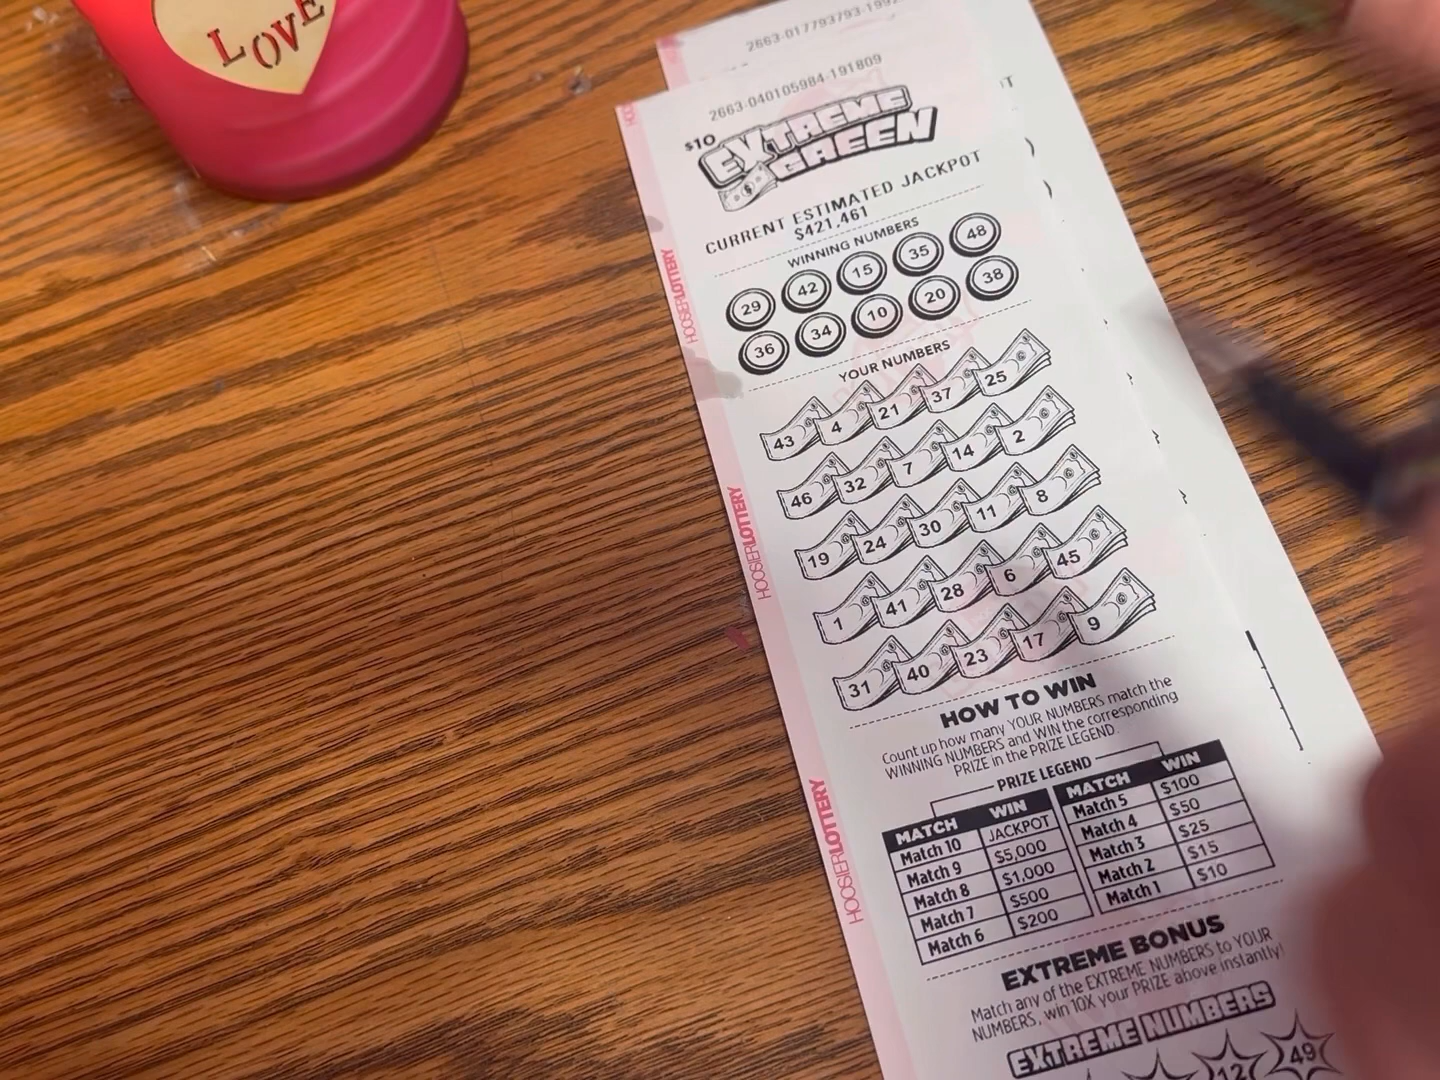 LOVE
2663-017793793-199
2663-040105984-191809
$10
EXTREME
GREEN
CURRENT ESTIMATED JACKPOT
$421,461
WINNING NUMBERS
29 42 15 35 48
36 34 10 20 38
YOUR NUMBERS
43 4 21 37 25
46 32 7 14 2
19 24 30 11 8
1 41 28 6 45
31 40 23 17 9
HOW TO WIN
Count up how many YOUR NUMBERS match the
WINNING NUMBERS and WIN the corresponding
PRIZE in the PRIZE LEGEND.
PRIZE LEGEND
MATCH WIN MATCH WIN
Match 10 JACKPOT Match 5 $100
Match 9 $5,000 Match 4 $50
Match 8 $1,000 Match 3 $25
Match 7 $500 Match 2 $15
Match 6 $200 Match 1 $10
EXTREME BONUS
Match any of the EXTREME NUMBERS to YOUR
NUMBERS, win 10X your PRIZE above instantly!
EXTREME NUMBERS
12 49
HOOSIERLOTTERY
HOOSIERLOTTERY
HOOSIERLOTTERY